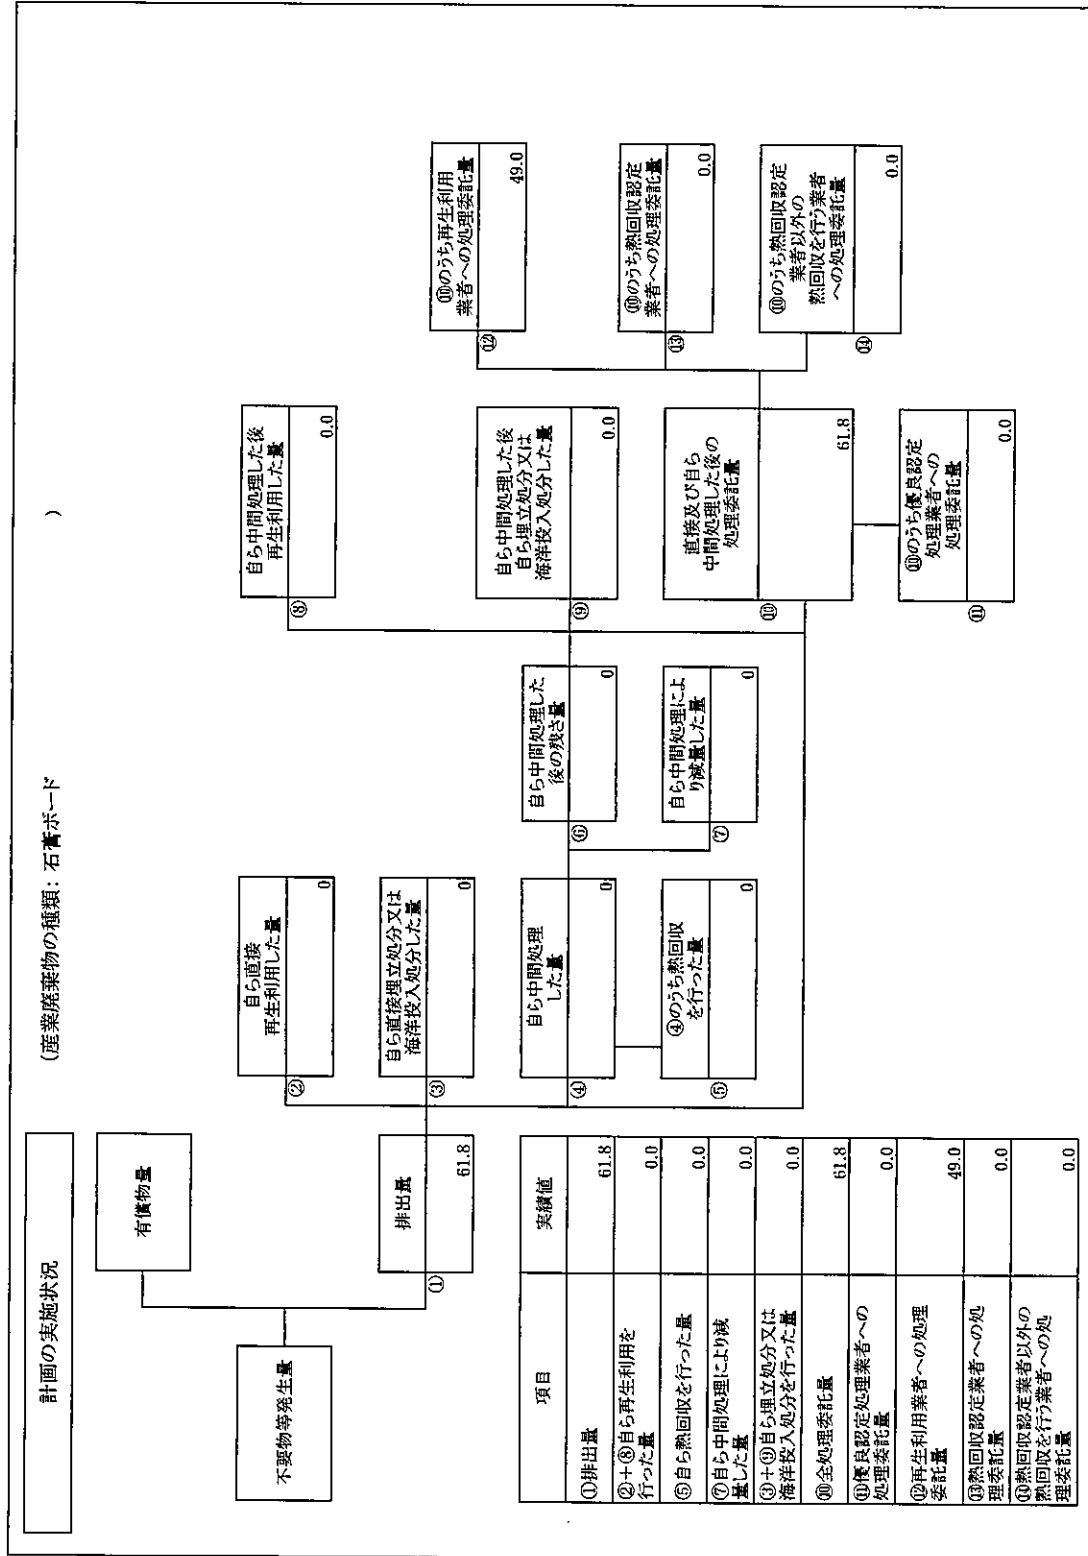 計画の実施状況
(産業廃棄物の種類: 石膏ボード
)
不要物等発生量
有償物量
①
排出量
61.8
②
自ら直接
再生利用した量
0
③
自ら直接埋立処分又は
海洋投入処分した量
0
④
自ら中間処理
した量
0
⑤
④のうち熱回収
を行った量
0
⑥
自ら中間処理した
後の残さ量
0
⑦
自ら中間処理によ
り減量した量
0
⑧
自ら中間処理した後
再生利用した量
0.0
⑨
自ら中間処理した後
自ら埋立処分又は
海洋投入処分した量
0.0
⑩
直接及び自ら
中間処理した後の
処理委託量
61.8
⑪
⑩のうち優良認定
処理業者への
処理委託量
0.0
⑫
⑩のうち再生利用
業者への処理委託量
49.0
⑬
⑩のうち熱回収認定
業者への処理委託量
0.0
⑭
⑩のうち熱回収認定
業者以外の
熱回収を行う業者
への処理委託量
0.0
項目 実績値
①排出量 61.8
②+⑧自ら再生利用を
行った量 0.0
⑤自ら熱回収を行った量 0.0
⑦自ら中間処理により減
量した量 0.0
③+⑨自ら埋立処分又は
海洋投入処分を行った量 0.0
⑩全処理委託量 61.8
⑪優良認定処理業者への
処理委託量 0.0
⑫再生利用業者への処理
委託量 49.0
⑬熱回収認定業者への処
理委託量 0.0
⑭熱回収認定業者以外の
熱回収を行う業者への処
理委託量 0.0